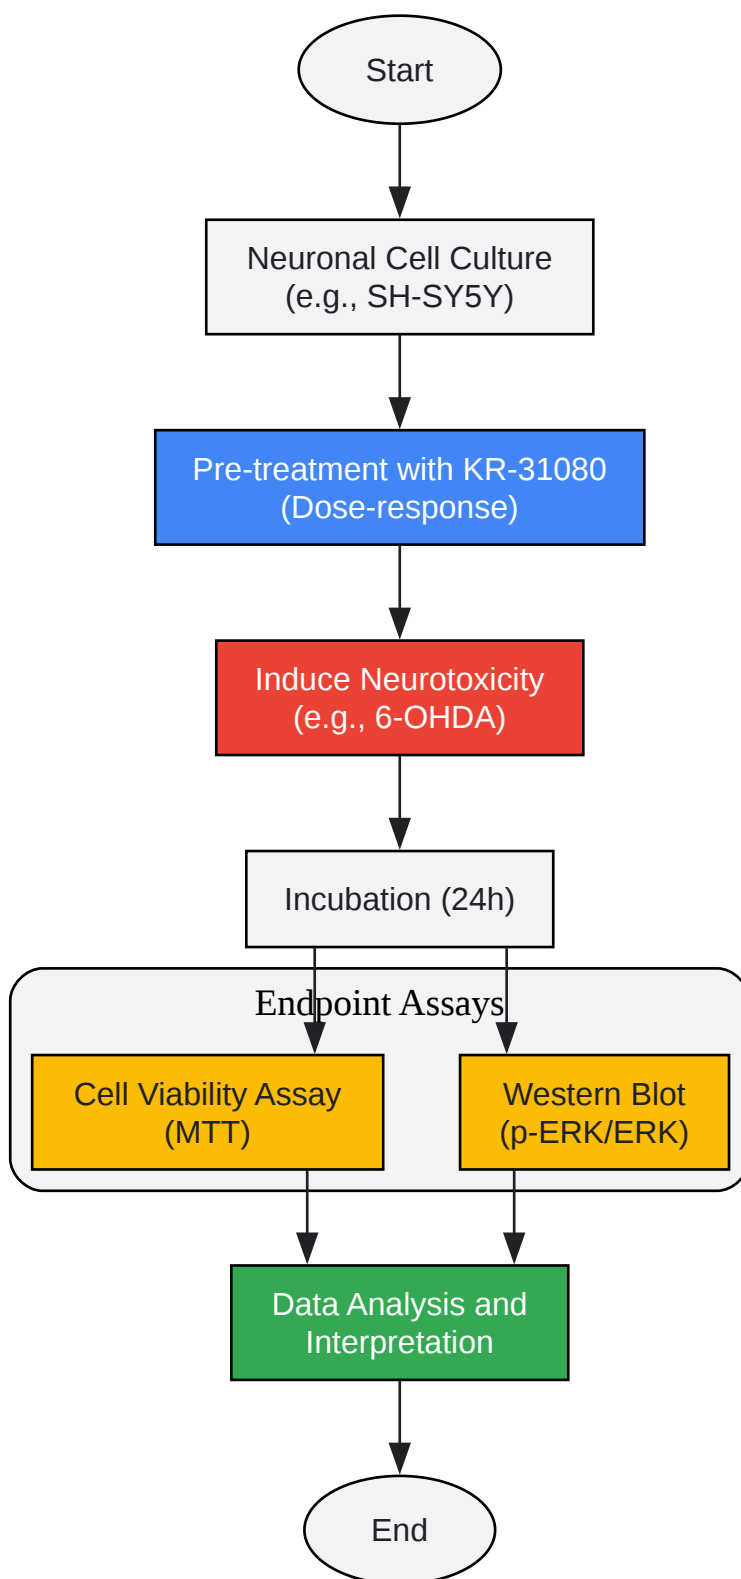 Start
Neuronal Cell Culture
(e.g., SH-SY5Y)
Pre-treatment with KR-31080
(Dose-response)
Induce Neurotoxicity
(e.g., 6-OHDA)
Incubation (24h)
Endpoint Assays
Cell Viability Assay
(MTT)
Western Blot
(p-ERK/ERK)
Data Analysis and
Interpretation
End